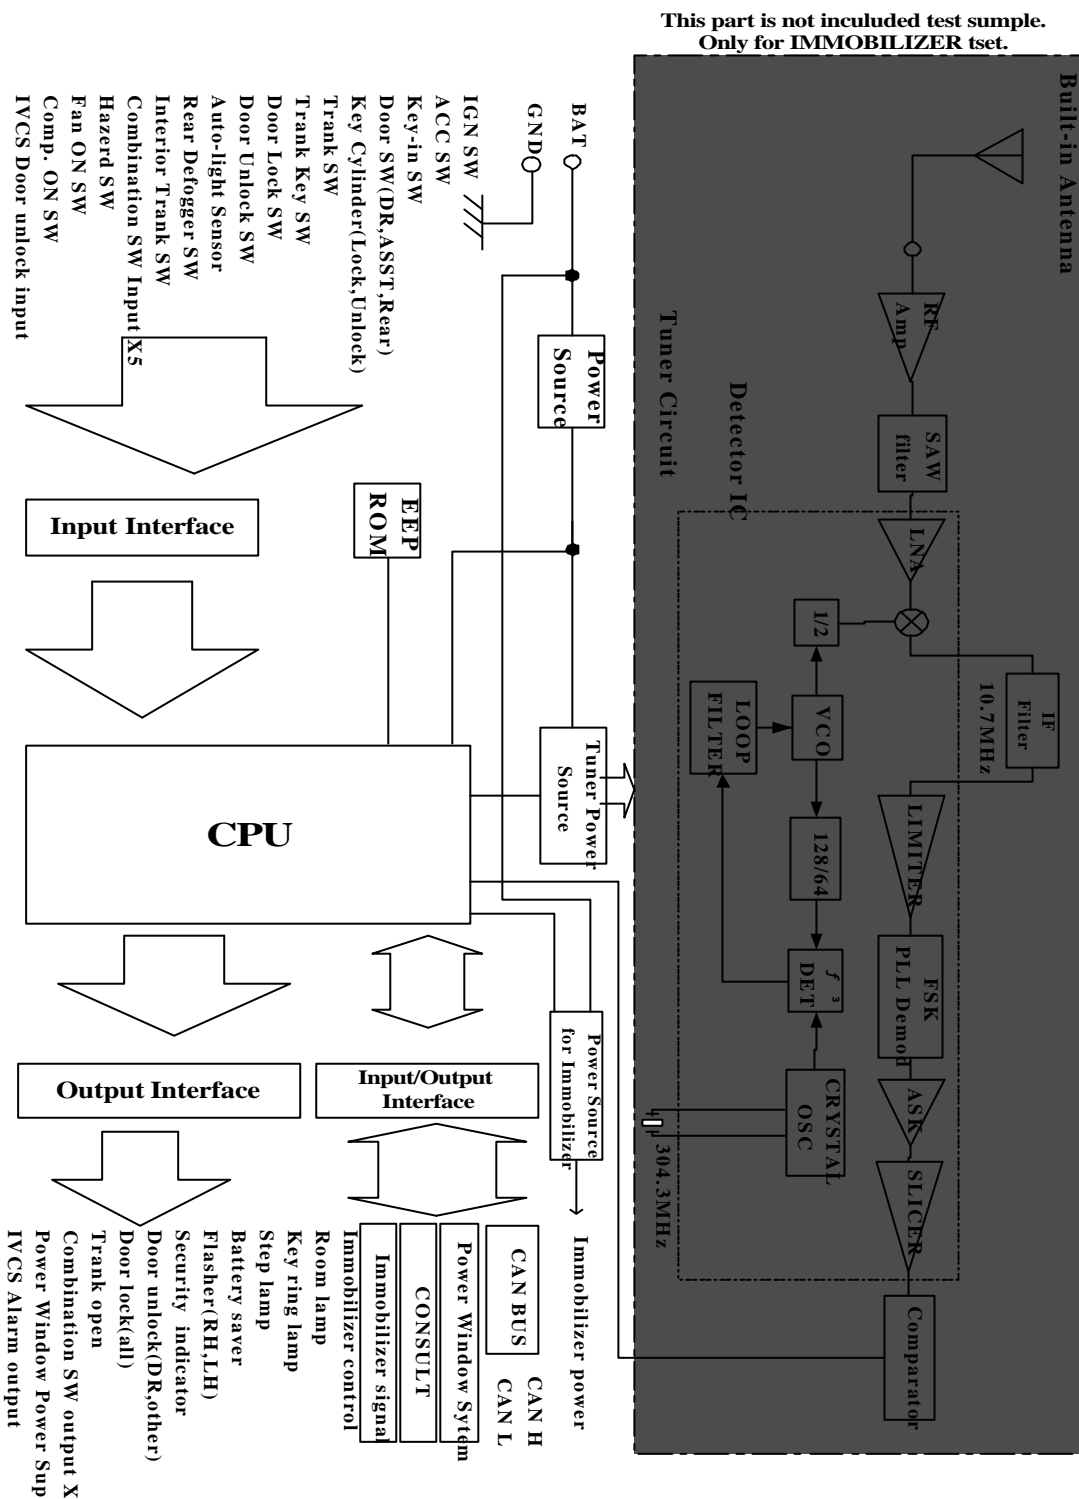 This part is not inculuded test sumple.
Only for IMMOBILIZER tset.
Built-in Antenna
RF
Amp
SAW
filter
Tuner Circuit
Detector IC
LNA
1/2
IF
Filter
10.7MHz
VCO
LOOP
FILTER
LIMITER
128/64
FSK
PLL Demod
f ³
DET
ASK
CRYSTAL
OSC
304.3MHz
SLICER
Comparator
BAT
GND
IGN SW
ACC SW
Key-in SW
Door SW(DR,ASST,Rear)
Key Cylinder(Lock,Unlock)
Trank SW
Trank Key SW
Door Lock SW
Door Unlock SW
Auto-light Sensor
Rear Defogger SW
Interior Trank SW
Combination SW Input X5
Hazerd SW
Fan ON SW
Comp. ON SW
IVCS Door unlock input
Power
Source
Input Interface
EEP
ROM
Tuner Power
Source
CPU
Power Source
for Immobilizer
Immobilizer power
Output Interface
Input/Output
Interface
CAN H
CAN L
CAN BUS
Power Window Sytem
CONSULT
Immobilizer signal
Immobilizer control
Room lamp
Key ring lamp
Step lamp
Battery saver
Flasher(RH,LH)
Security indicator
Door unlock(DR,other)
Door lock(all)
Trank open
Combination SW output X
Power Window Power Sup
IVCS Alarm output